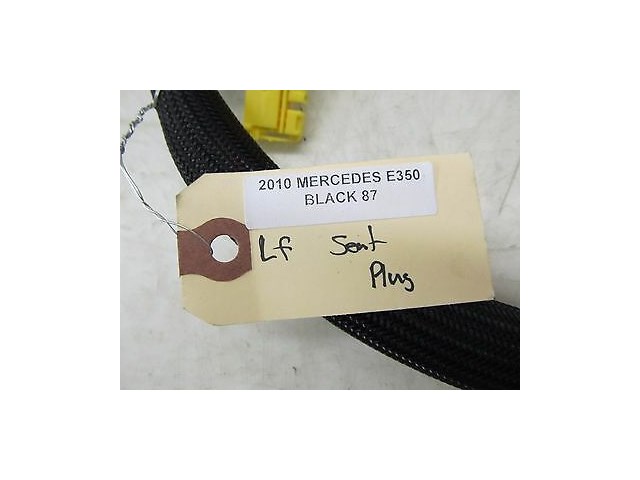 2010 MERCEDES E350
BLACK 87
Lf Seat
Plug